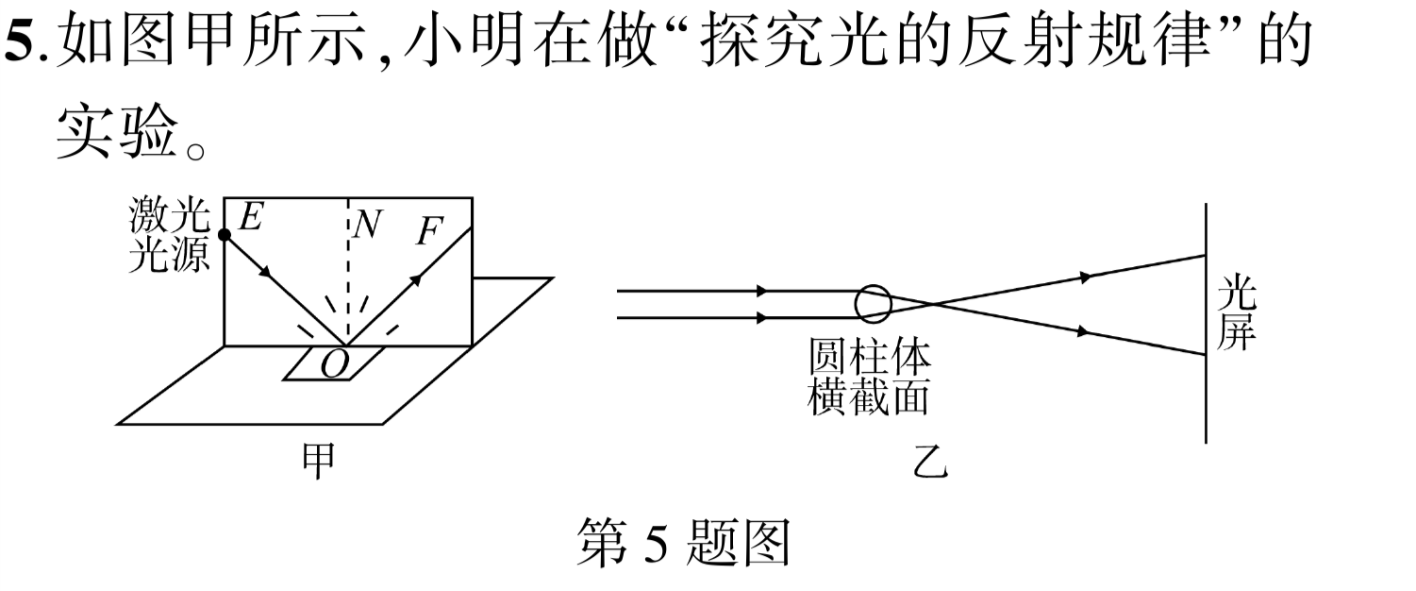 5.如图甲所示,小明在做“探究光的反射规律”的
实验。
激光
光源
E
N
F
O
甲
圆柱体
横截面
光
屏
乙
第5题图